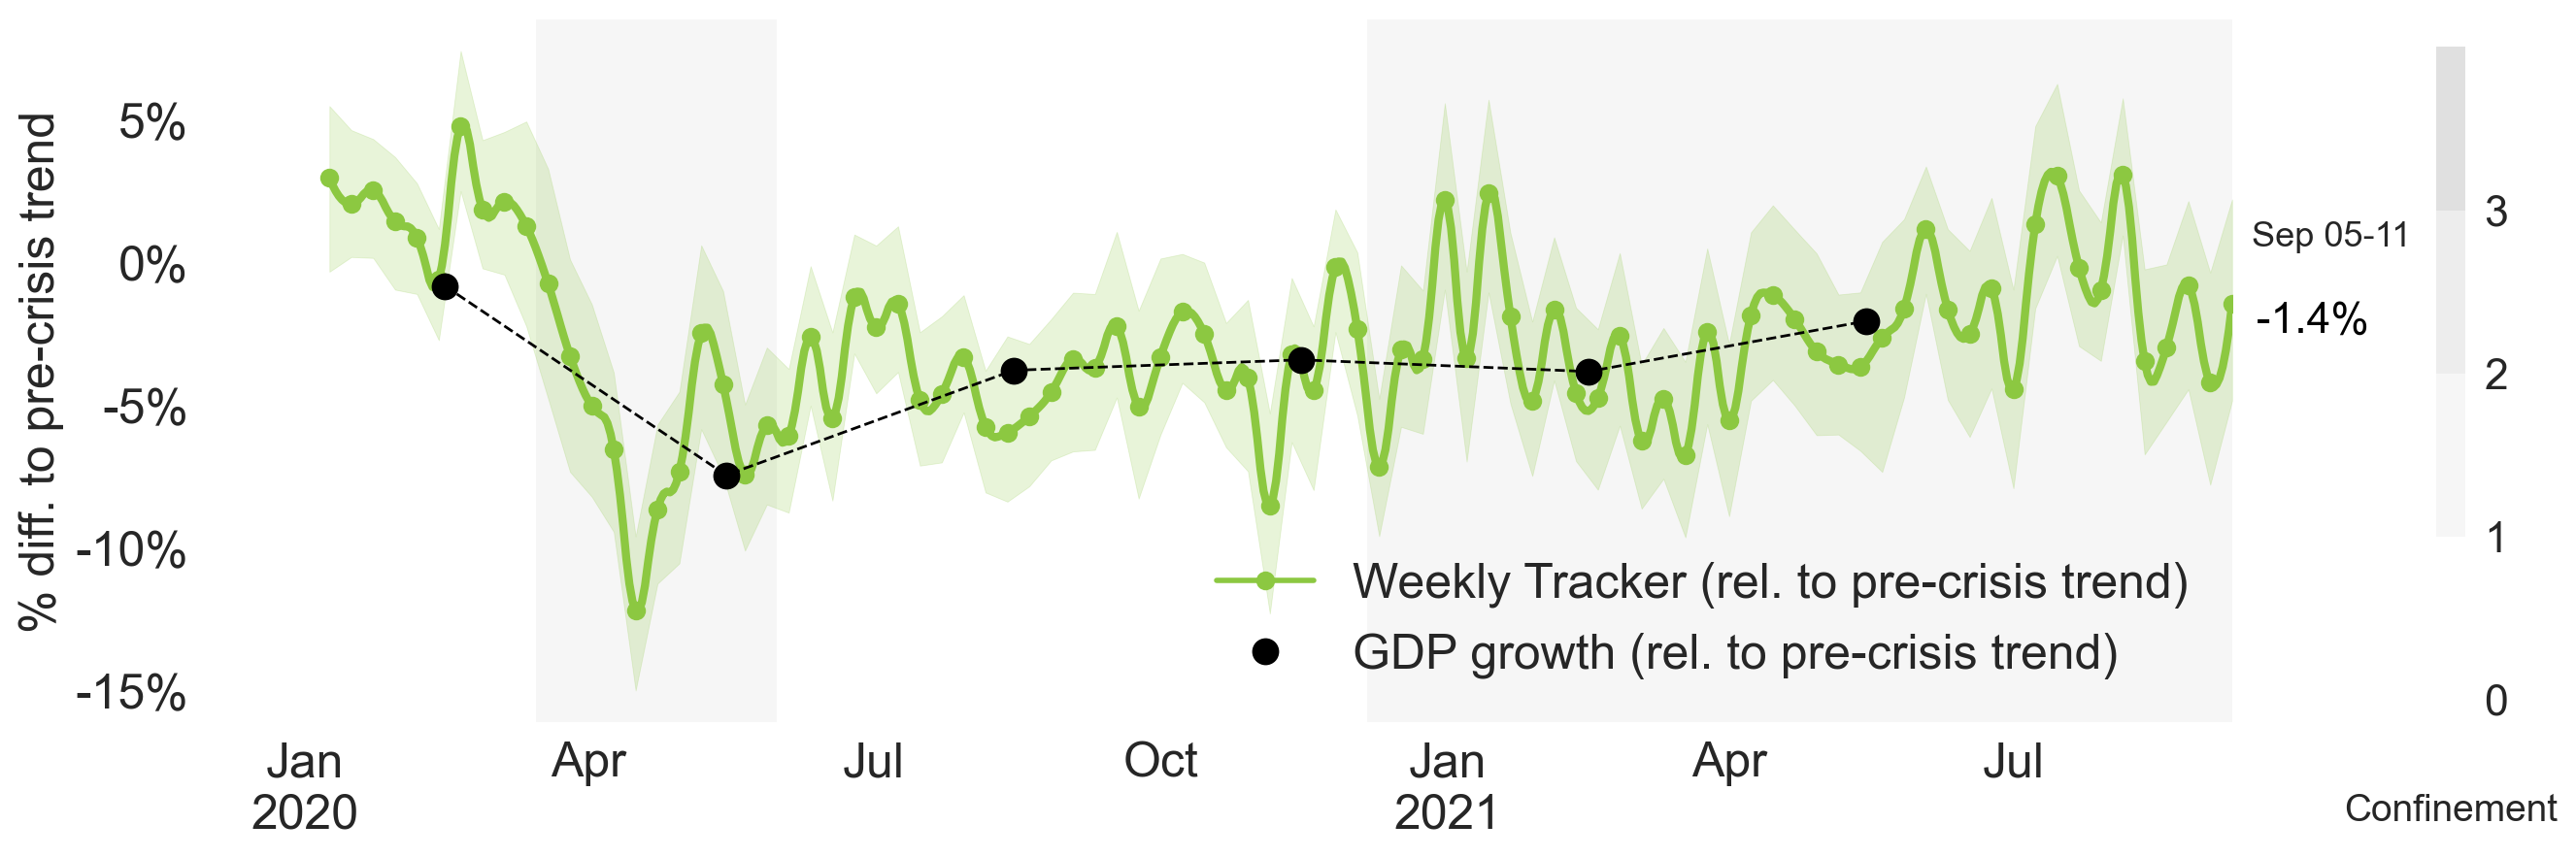 % diff. to pre-crisis trend
5%
0%
-5%
-10%
-15%
Jan
2020
Apr
Jul
Oct
Jan
2021
Apr
Jul
Weekly Tracker (rel. to pre-crisis trend)
GDP growth (rel. to pre-crisis trend)
Sep 05-11
-1.4%
3
2
1
0
Confinement